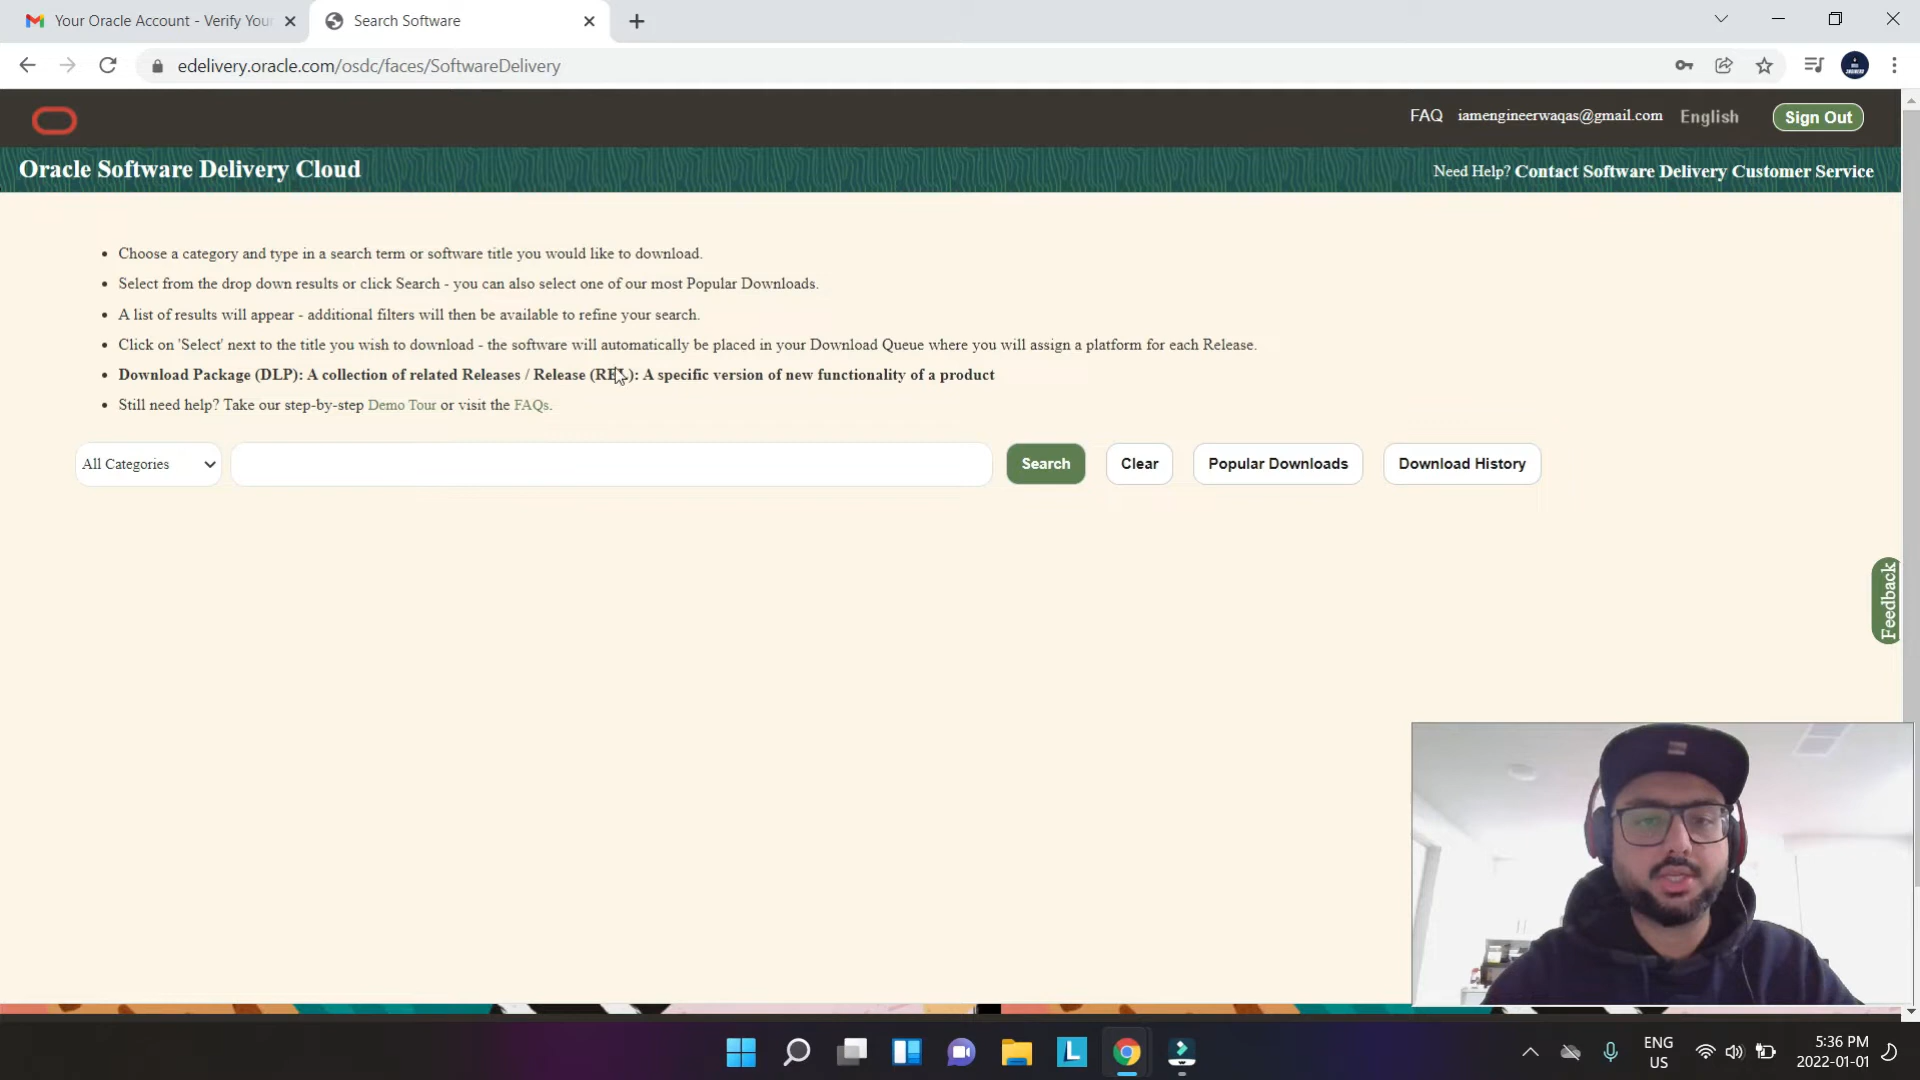 Your Oracle Account - Verify You
Search Software
edelivery.oracle.com/osdc/faces/SoftwareDelivery
FAQ iamengineerwaqas@gmail.com English Sign Out
Oracle Software Delivery Cloud
Need Help? Contact Software Delivery Customer Service
• Choose a category and type in a search term or software title you would like to download.
• Select from the drop down results or click Search - you can also select one of our most Popular Downloads.
• A list of results will appear - additional filters will then be available to refine your search.
• Click on 'Select' next to the title you wish to download - the software will automatically be placed in your Download Queue where you will assign a platform for each Release.
• Download Package (DLP): A collection of related Releases / Release (REL): A specific version of new functionality of a product
• Still need help? Take our step-by-step Demo Tour or visit the FAQs.
All Categories Search Clear Popular Downloads Download History
Feedback
L
ENG
US
5:36 PM
2022-01-01